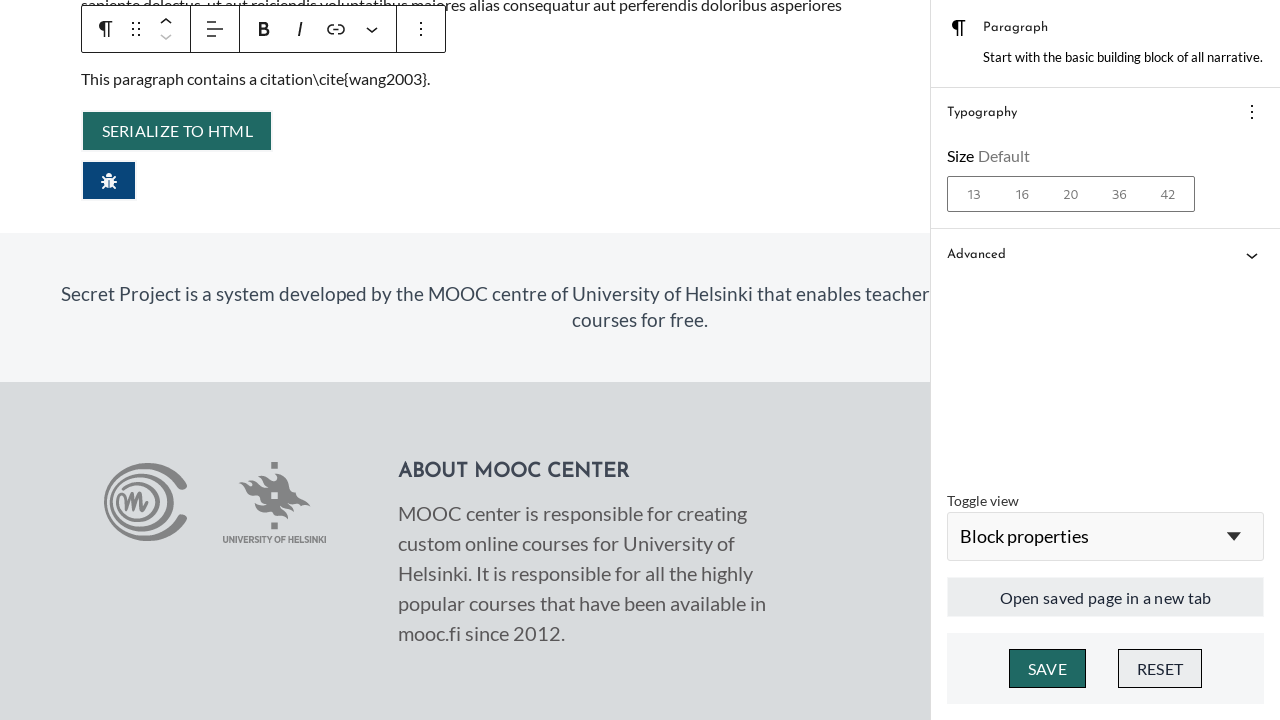 sapiente delectus, ut aut reiciendis voluptatibus maiores alias consequatur aut perferendis doloribus asperiores
B I
This paragraph contains a citation\cite{wang2003}.
SERIALIZE TO HTML
Secret Project is a system developed by the MOOC centre of University of Helsinki that enables teacher
courses for free.
UNIVERSITY OF HELSINKI
ABOUT MOOC CENTER
MOOC center is responsible for creating
custom online courses for University of
Helsinki. It is responsible for all the highly
popular courses that have been available in
mooc.fi since 2012.
Paragraph
Start with the basic building block of all narrative.
Typography
Size Default
13 16 20 36 42
Advanced
Toggle view
Block properties
Open saved page in a new tab
SAVE RESET